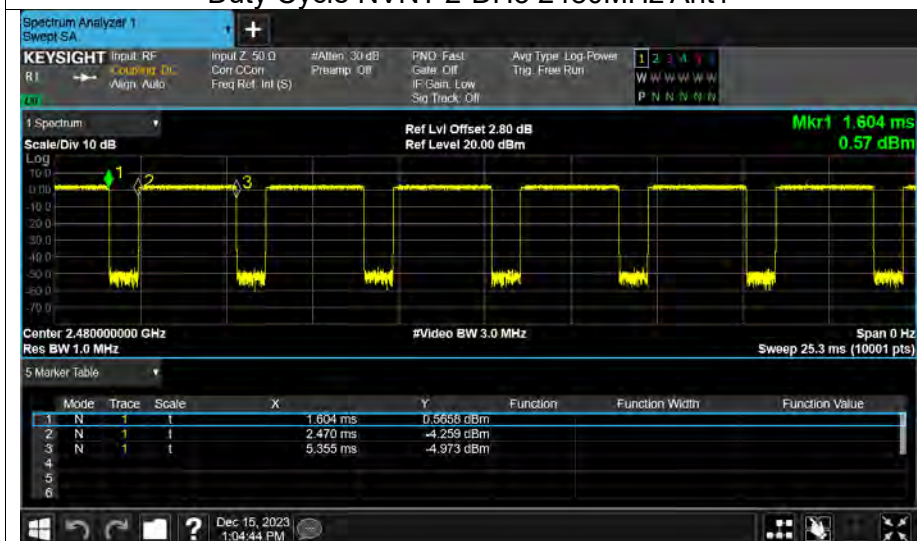 Spectrum Analyzer 1
Swept SA
+
KEYSIGHT Input: RF Input Z: 50 Ω #Atten: 30 dB PNO: Fast Avg Type: Log-Power 1 2 3 4 5 6
R1 Coupling: DC Corr CCorr Preamp: Off Gate: Off Trig: Free Run W W W W W W
Align: Auto Freq Ref: Int (S) IF Gain: Low
Sig Track: Off P N N N N N
1 Spectrum Ref Lvl Offset 2.80 dB Mkr1 1.604 ms
Scale/Div 10 dB Ref Level 20.00 dBm 0.57 dBm
Log
10.0
0.00
-10.0
-20.0
-30.0
-40.0
-50.0
-60.0
-70.0
1 2 3
Center 2.480000000 GHz #Video BW 3.0 MHz Span 0 Hz
Res BW 1.0 MHz Sweep 25.3 ms (10001 pts)
5 Marker Table
Mode Trace Scale X Y Function Function Width Function Value
1 N 1 t 1.604 ms 0.5658 dBm
2 N 1 t 2.470 ms -4.259 dBm
3 N 1 t 5.355 ms -4.973 dBm
4
5
6
? Dec 15, 2023
1:04:44 PM